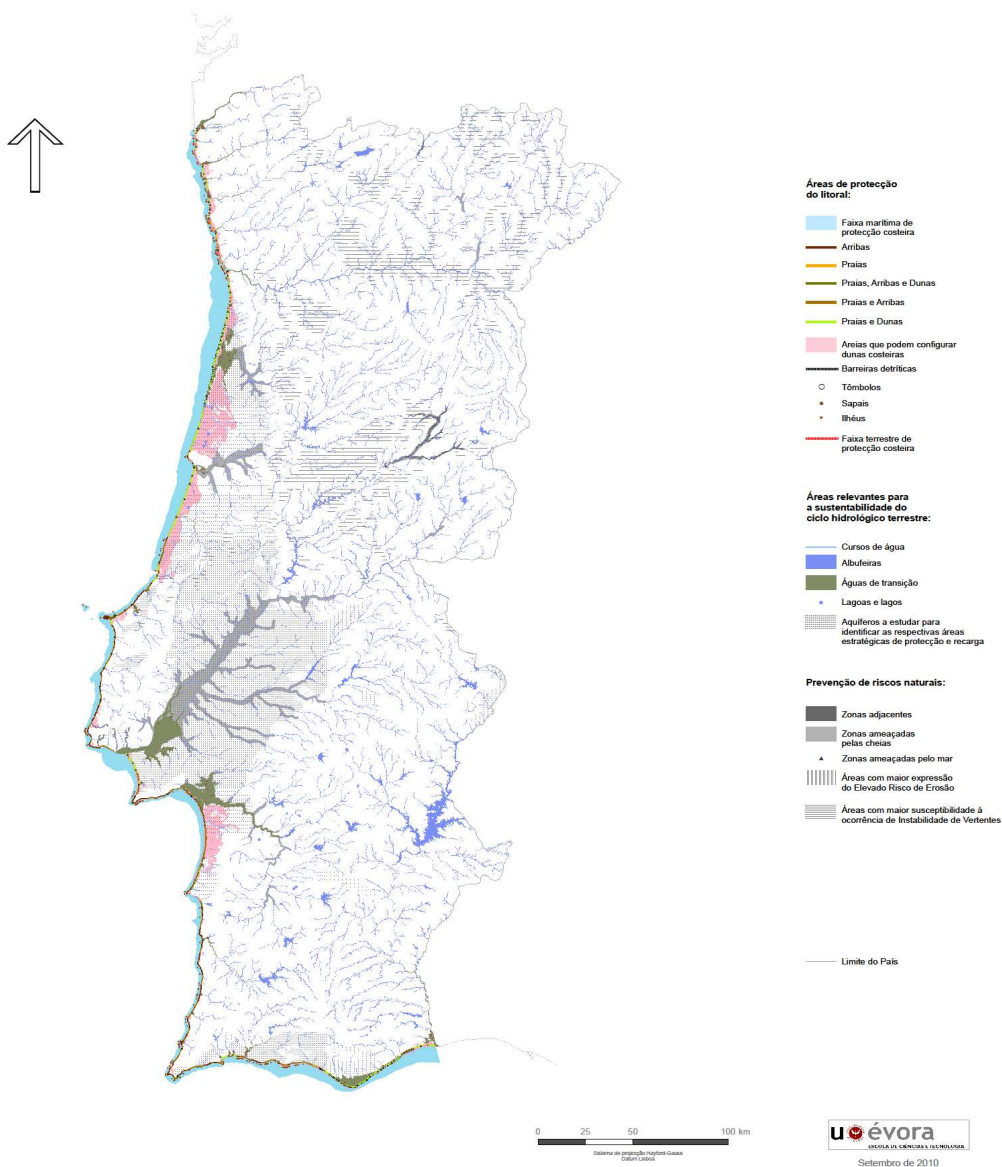 Áreas de protecção
do litoral:
Faixa marítima de
protecção costeira
Arribas
Praias
Praias, Arribas e Dunas
Praias e Arribas
Praias e Dunas
Areias que podem configurar
dunas costeiras
Barreiras detríticas
Tômbolos
Sapais
Ilhéus
Faixa terrestre de
protecção costeira
Áreas relevantes para
a sustentabilidade do
ciclo hidrológico terrestre:
Cursos de água
Albufeiras
Águas de transição
Lagoas e lagos
Aquíferos a estudar para
identificar as respectivas áreas
estratégicas de protecção e recarga
Prevenção de riscos naturais:
Zonas adjacentes
Zonas ameaçadas
pelas cheias
Zonas ameaçadas pelo mar
Áreas com maior expressão
do Elevado Risco de Erosão
Áreas com maior susceptibilidade à
ocorrência de Instabilidade de Vertentes
Limite do País
0 25 50 100 km
Sistema de projecção Hayford-Gauss
Datum Lisboa
u évora
ESCOLA DE CIÊNCIAS E TECNOLOGIA
Setembro de 2010